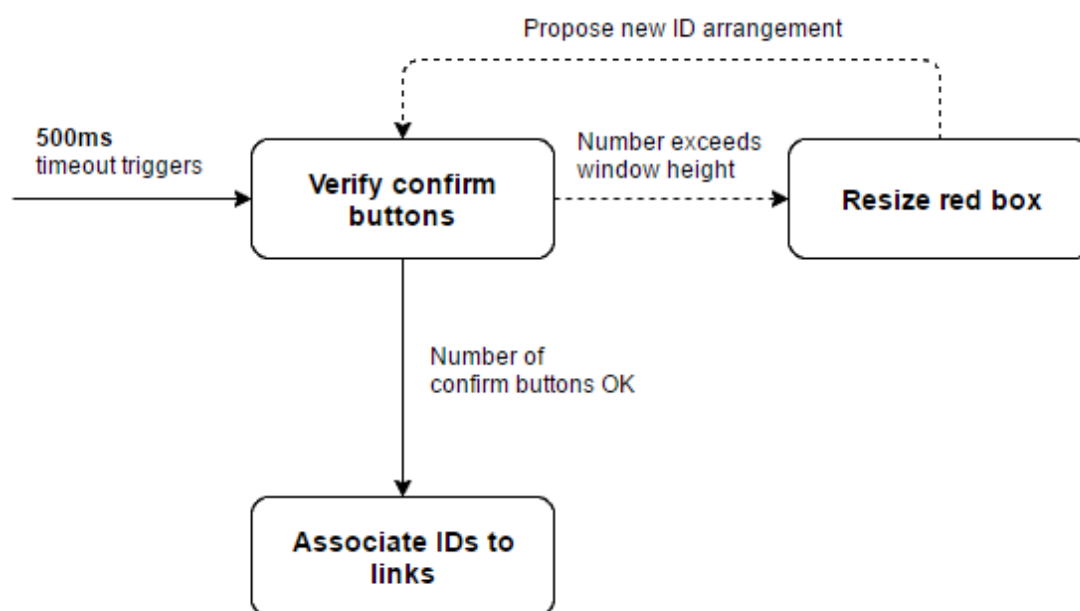 Propose new ID arrangement
500ms
timeout triggers
Verify confirm
buttons
Number exceeds
window height
Resize red box
Number of
confirm buttons OK
Associate IDs to
links